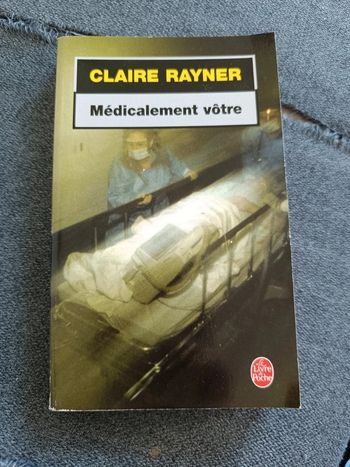 CLAIRE RAYNER
Médicalement vôtre
Le
Livre
de
Poche